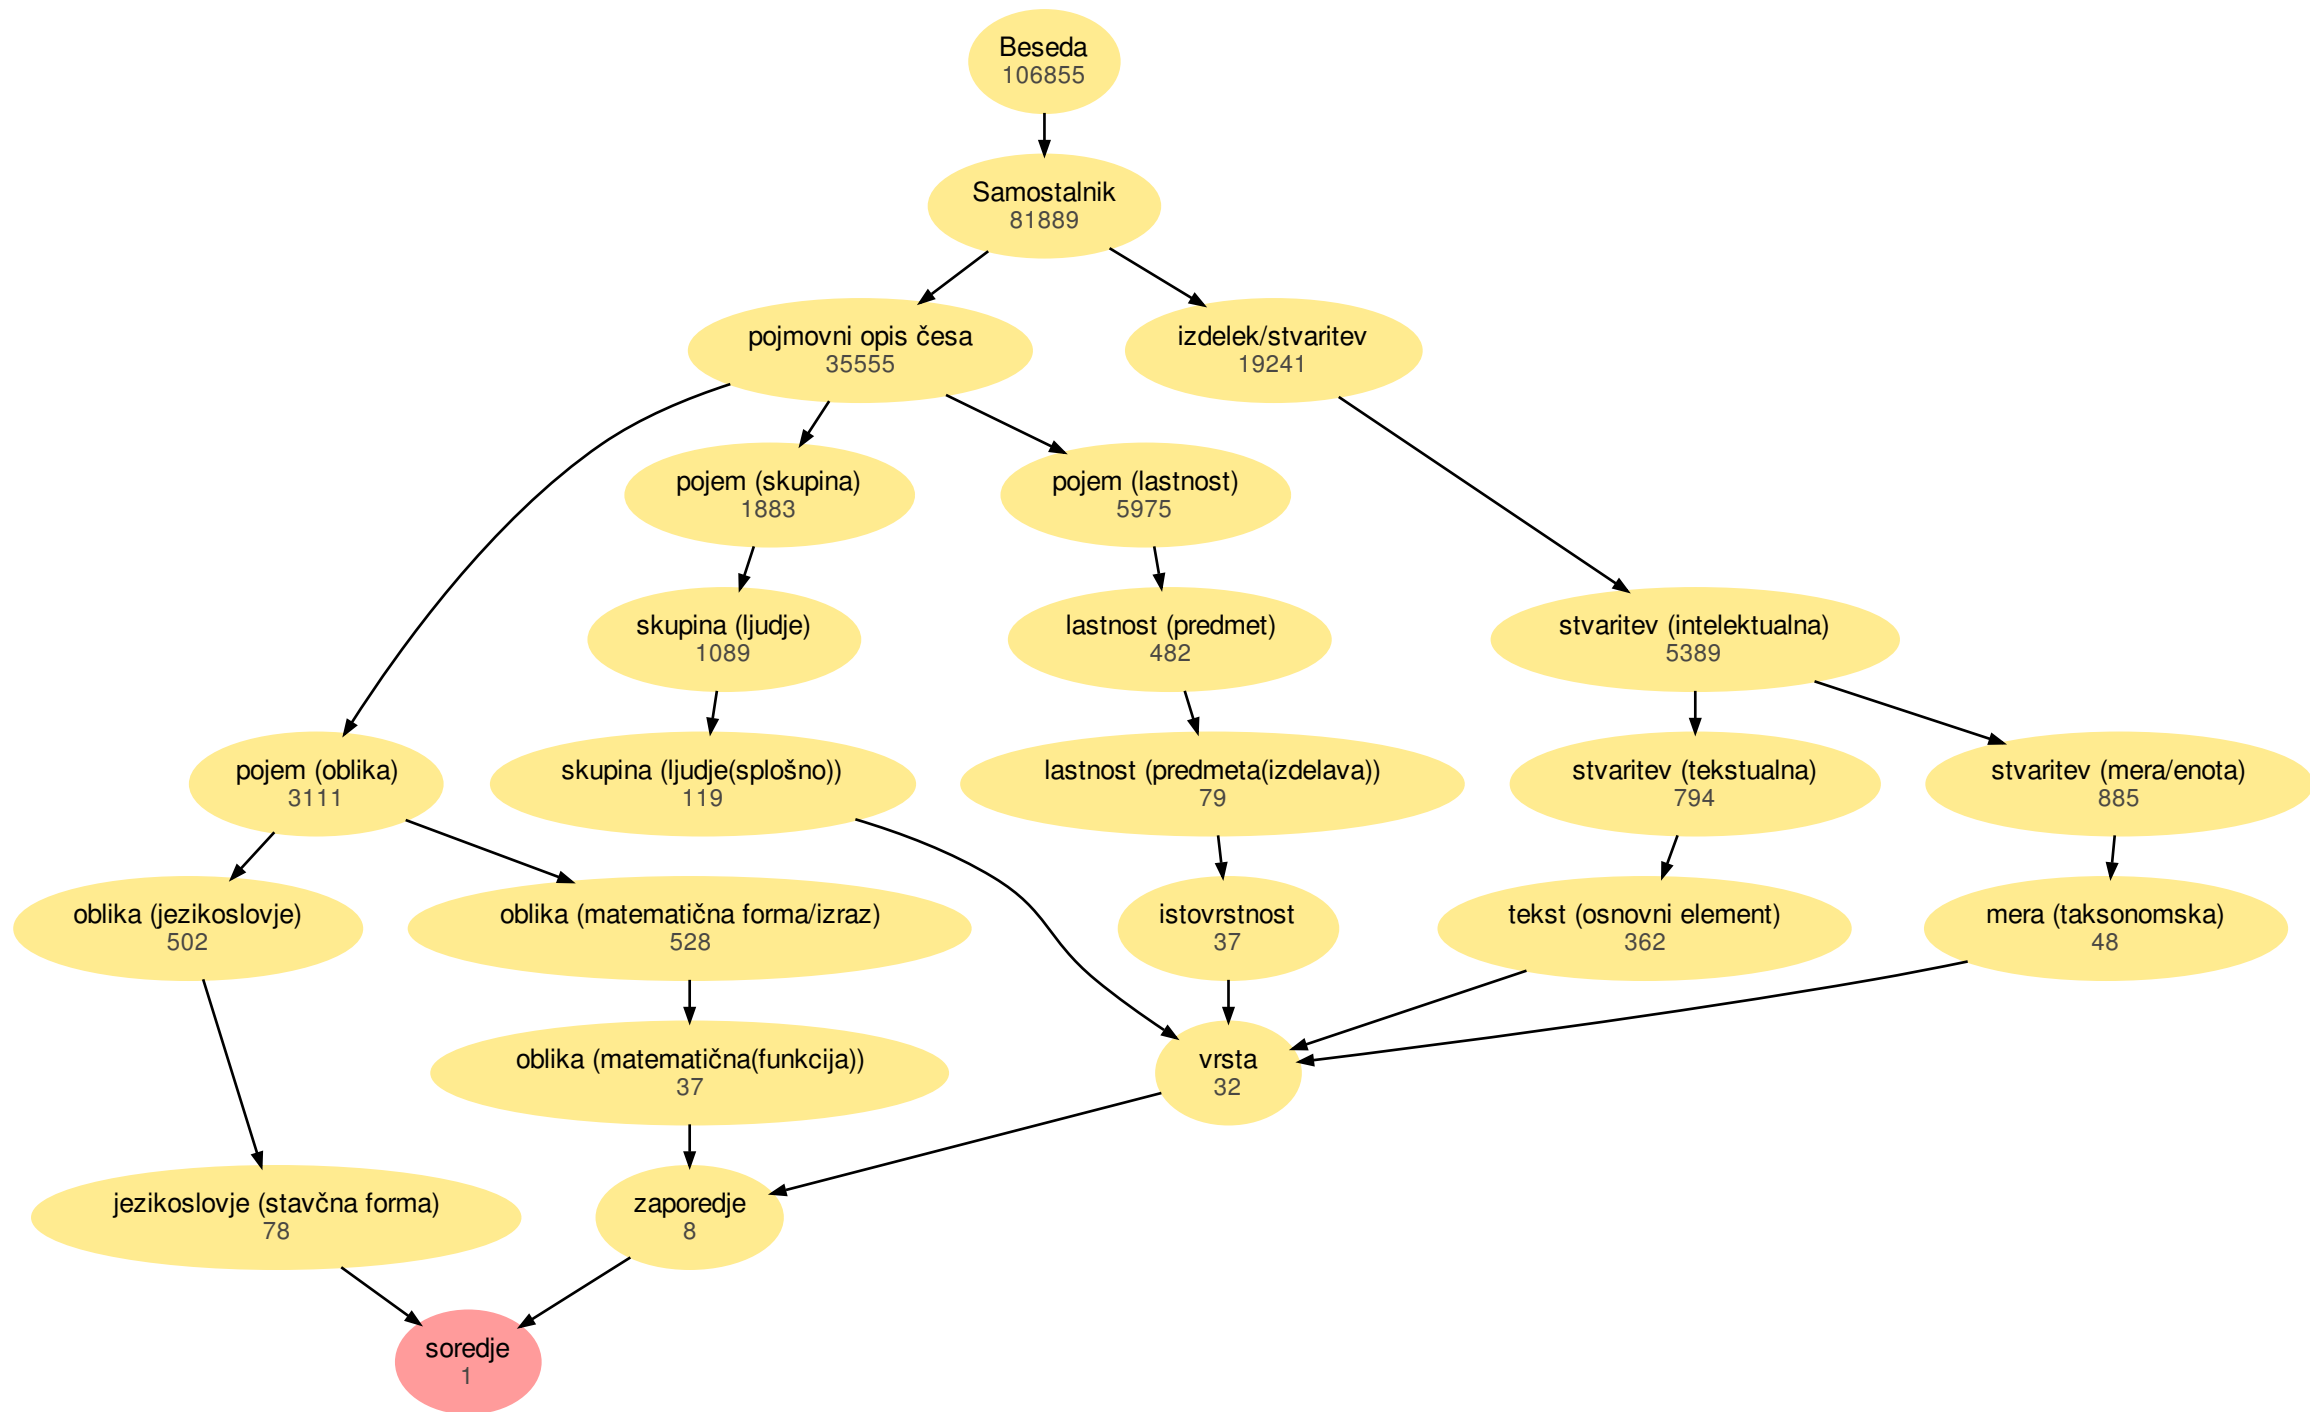 Beseda
106855
Samostalnik
81889
pojmovni opis česa
35555
izdelek/stvaritev
19241
pojem (skupina)
1883
pojem (lastnost)
5975
skupina (ljudje)
1089
lastnost (predmet)
482
stvaritev (intelektualna)
5389
pojem (oblika)
3111
skupina (ljudje(splošno))
119
lastnost (predmeta(izdelava))
79
stvaritev (tekstualna)
794
stvaritev (mera/enota)
885
oblika (jezikoslovje)
502
oblika (matematična forma/izraz)
528
istovrstnost
37
tekst (osnovni element)
362
mera (taksonomska)
48
oblika (matematična(funkcija))
37
vrsta
32
jezikoslovje (stavčna forma)
78
zaporedje
8
soredje
1